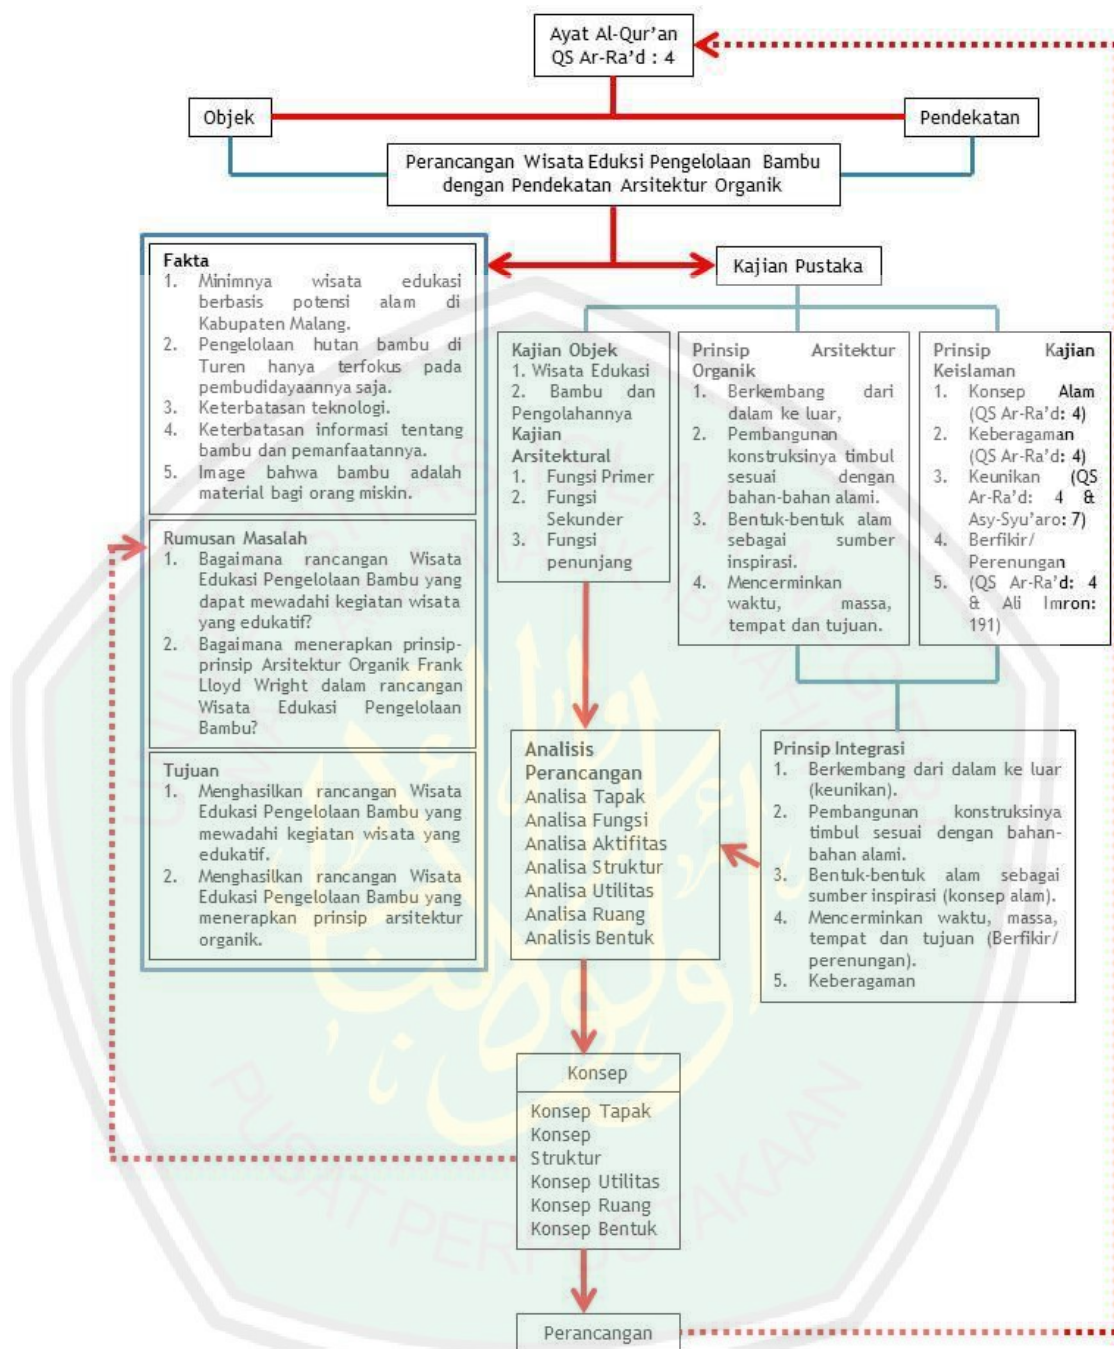 Ayat Al-Qur'an
QS Ar-Ra'd : 4
Objek
Pendekatan
Perancangan Wisata Eduksi Pengelolaan Bambu
dengan Pendekatan Arsitektur Organik
Fakta
1. Minimnya wisata edukasi
berbasis potensi alam di
Kabupaten Malang.
2. Pengelolaan hutan bambu di
Turen hanya terfokus pada
pembudidayaannya saja.
3. Keterbatasan teknologi.
4. Keterbatasan informasi tentang
bambu dan pemanfaatannya.
5. Image bahwa bambu adalah
material bagi orang miskin.
Rumusan Masalah
1. Bagaimana rancangan Wisata
Edukasi Pengelolaan Bambu yang
dapat mewadahi kegiatan wisata
yang edukatif?
2. Bagaimana menerapkan prinsip-
prinsip Arsitektur Organik Frank
Lloyd Wright dalam rancangan
Wisata Edukasi Pengelolaan
Bambu?
Tujuan
1. Menghasilkan rancangan Wisata
Edukasi Pengelolaan Bambu yang
mewadahi kegiatan wisata yang
edukatif.
2. Menghasilkan rancangan Wisata
Edukasi Pengelolaan Bambu yang
menerapkan prinsip arsitektur
organik.
Kajian Pustaka
Kajian Objek
1. Wisata Edukasi
2. Bambu dan
Pengolahannya
Kajian
Arsitektural
1. Fungsi Primer
2. Fungsi
Sekunder
3. Fungsi
penunjang
Prinsip Arsitektur
Organik
1. Berkembang dari
dalam ke luar,
2. Pembangunan
konstruksinya timbul
sesuai dengan
bahan-bahan alami.
3. Bentuk-bentuk alam
sebagai sumber
inspirasi.
4. Mencerminkan
waktu, massa,
tempat dan tujuan.
Prinsip Kajian
Keislaman
1. Konsep Alam
(QS Ar-Ra'd: 4)
2. Keberagaman
(QS Ar-Ra'd: 4)
3. Keunikan (QS
Ar-Ra'd: 4 &
Asy-Syu'aro: 7)
4. Berfikir/
Perenungan
5. (QS Ar-Ra'd: 4
& Ali Imron:
191)
Analisis
Perancangan
Analisa Tapak
Analisa Fungsi
Analisa Aktifitas
Analisa Struktur
Analisa Utilitas
Analisa Ruang
Analisis Bentuk
Prinsip Integrasi
1. Berkembang dari dalam ke luar
(keunikan).
2. Pembangunan konstruksinya
timbul sesuai dengan bahan-
bahan alami.
3. Bentuk-bentuk alam sebagai
sumber inspirasi (konsep alam).
4. Mencerminkan waktu, massa,
tempat dan tujuan (Berfikir/
perenungan).
5. Keberagaman
Konsep
Konsep Tapak
Konsep
Struktur
Konsep Utilitas
Konsep Ruang
Konsep Bentuk
Perancangan
PUSAT PERPUSTAKAAN